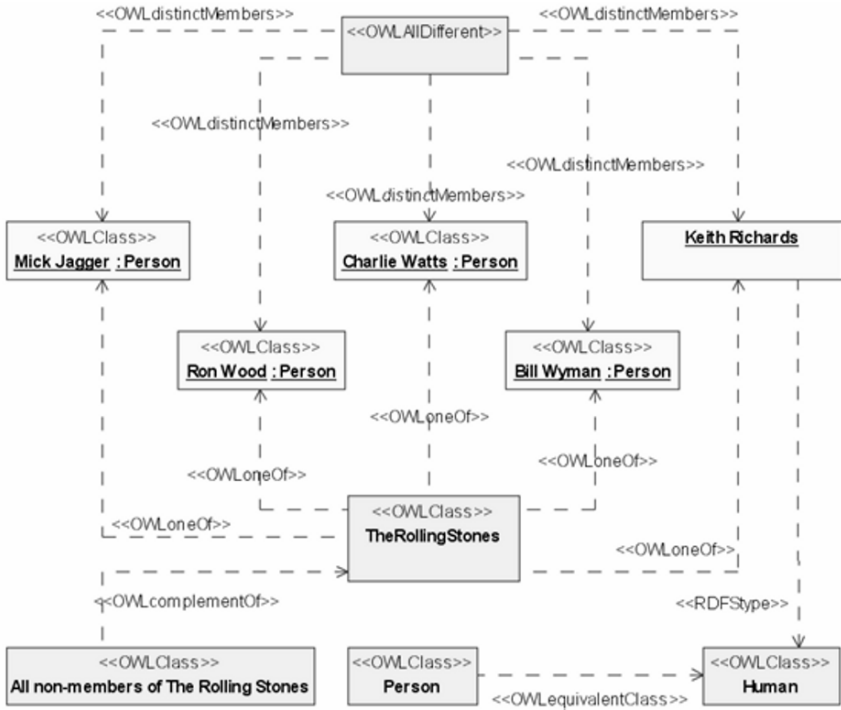 <<OWLdistinctMembers>>
<<OWLAllDifferent>>
<<OWLdistinctMembers>>
<<OWLdistinctMembers>>
<<OWLdistinctMembers>>
<<OWLdistinctMembers>>
<<OWLClass>>
Mick Jagger : Person
<<OWLClass>>
Charlie Watts : Person
Keith Richards
<<OWLClass>>
Ron Wood : Person
<<OWLClass>>
Bill Wyman : Person
<<OWLoneOf>>
<<OWLoneOf>>
<<OWLoneOf>>
<<OWLClass>>
TheRollingStones
<<OWLoneOf>>
<<OWLoneOf>>
<<OWLcomplementOf>>
<<RDFStype>>
<<OWLClass>>
All non-members of The Rolling Stones
<<OWLClass>>
Person
<<OWLequivalentClass>>
<<OWLClass>>
Human